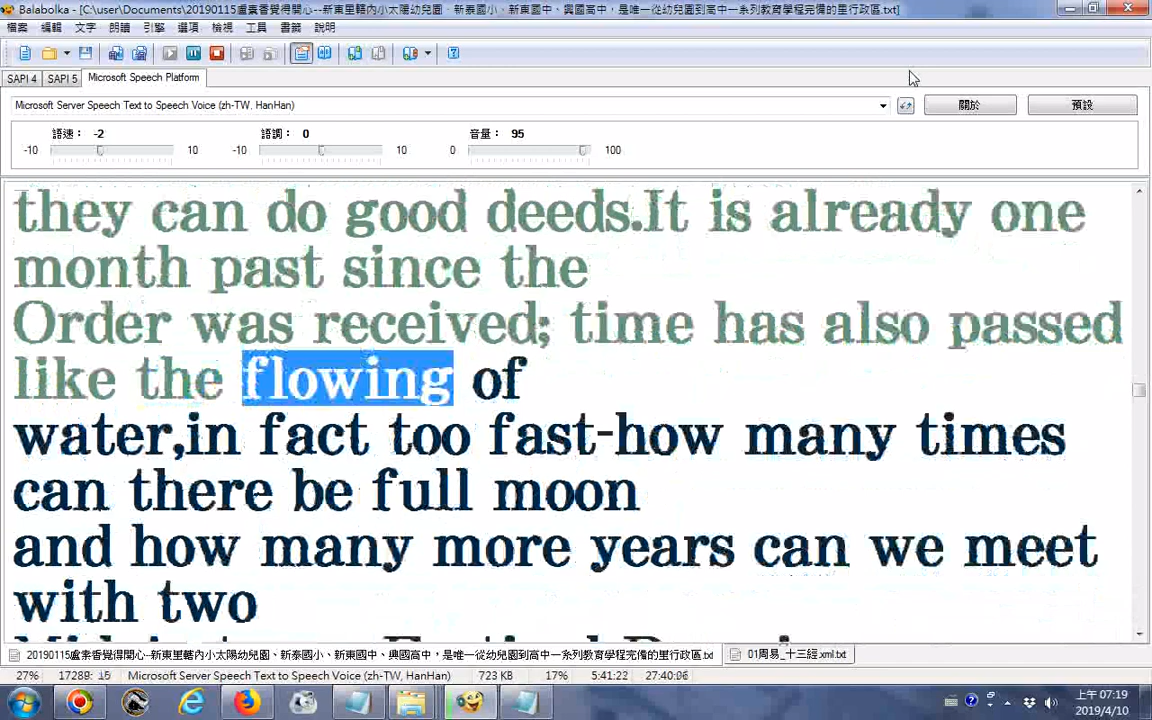 Balabolka - [C:\user\Documents\20190115盧素香覺得開心--新東里轄內小太陽幼兒園、新泰國小、新東國中、興國高中，是唯一從幼兒園到高中一系列教育學程完備的里行政區.txt]
檔案 編輯 文字 朗讀 引擎 選項 檢視 工具 書籤 說明
SAPI 4 SAPI 5 Microsoft Speech Platform
Microsoft Server Speech Text to Speech Voice (zh-TW, HanHan) 關於 預設
語速： -2 語調： 0 音量： 95
-10 10 -10 10 0 100
they can do good deeds.It is already one
month past since the
Order was received; time has also passed
like the flowing of
water,in fact too fast-how many times
can there be full moon
and how many more years can we meet
with two
20190115盧素香覺得開心--新東里轄內小太陽幼兒園、新泰國小、新東國中、興國高中，是唯一從幼兒園到高中一系列教育學程完備的里行政區.txt 01周易_十三經.xml.txt
27% 17289: 15 Microsoft Server Speech Text to Speech Voice (zh-TW, HanHan) 723 KB 17% 5:41:22 27:40:06
上午 07:19
2019/4/10